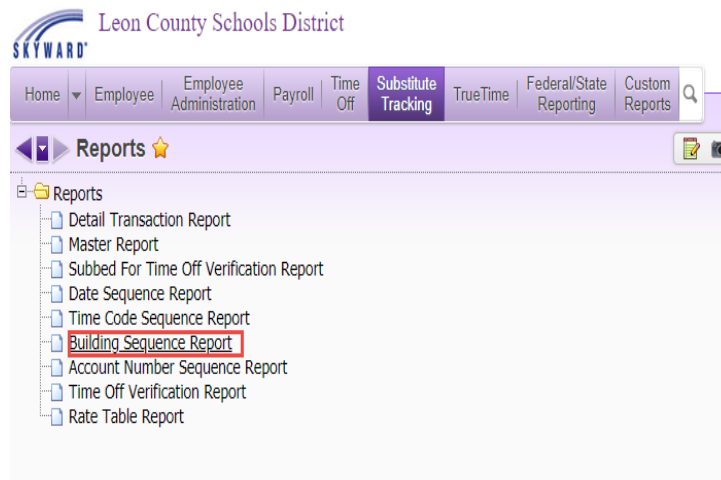 Leon County Schools District
SKYWARD
Home Employee Employee Administration Payroll Time Off Substitute Tracking TrueTime Federal/State Reporting Custom Reports
Reports
Reports
Detail Transaction Report
Master Report
Subbed For Time Off Verification Report
Date Sequence Report
Time Code Sequence Report
Building Sequence Report
Account Number Sequence Report
Time Off Verification Report
Rate Table Report